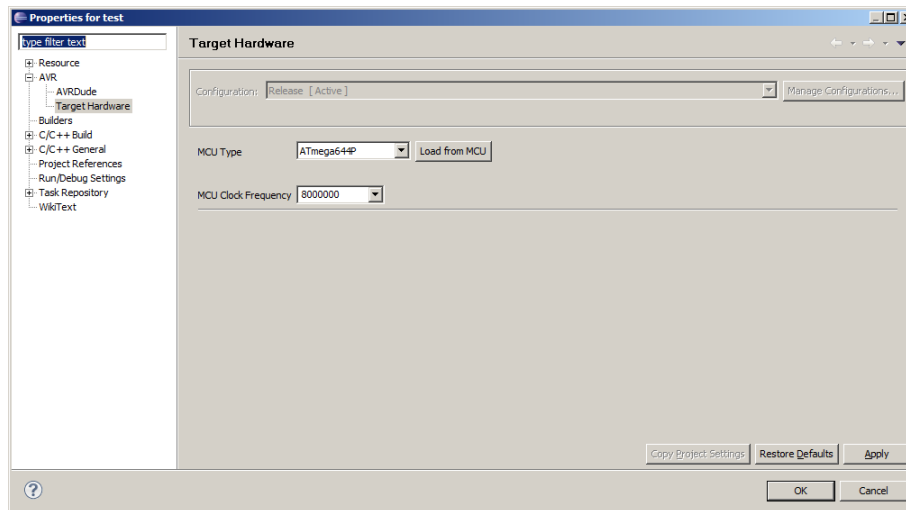 Properties for test
type filter text
Resource
AVR
AVRDude
Target Hardware
Builders
C/C++ Build
C/C++ General
Project References
Run/Debug Settings
Task Repository
WikiText
Target Hardware
Configuration: Release [ Active ] Manage Configurations...
MCU Type ATmega644P Load from MCU
MCU Clock Frequency 8000000
Copy Project Settings Restore Defaults Apply
? OK Cancel